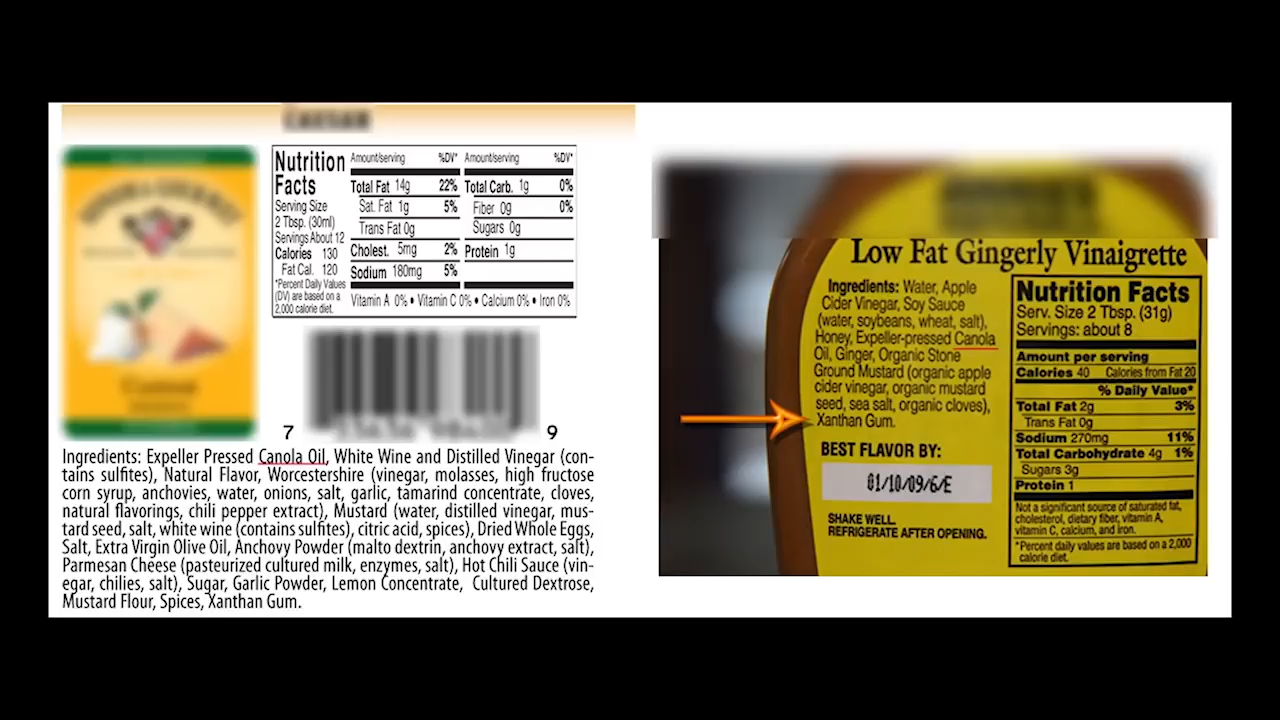 CAESAR
Nutrition
Facts
Serving Size
2 Tbsp. (30ml)
Servings About 12
Calories 130
Fat Cal. 120
*Percent Daily Values
(DV) are based on a
2,000 calorie diet.
Amount/serving %DV* Amount/serving %DV*
Total Fat 14g 22% Total Carb. 1g 0%
Sat. Fat 1g 5% Fiber 0g 0%
Trans Fat 0g Sugars 0g
Cholest. 5mg 2% Protein 1g
Sodium 180mg 5%
Vitamin A 0% • Vitamin C 0% • Calcium 0% • Iron 0%
7 9
Ingredients: Expeller Pressed Canola Oil, White Wine and Distilled Vinegar (con-
tains sulfites), Natural Flavor, Worcestershire (vinegar, molasses, high fructose
corn syrup, anchovies, water, onions, salt, garlic, tamarind concentrate, cloves,
natural flavorings, chili pepper extract), Mustard (water, distilled vinegar, mus-
tard seed, salt, white wine (contains sulfites), citric acid, spices), Dried Whole Eggs,
Salt, Extra Virgin Olive Oil, Anchovy Powder (malto dextrin, anchovy extract, salt),
Parmesan Cheese (pasteurized cultured milk, enzymes, salt), Hot Chili Sauce (vin-
egar, chilies, salt), Sugar, Garlic Powder, Lemon Concentrate, Cultured Dextrose,
Mustard Flour, Spices, Xanthan Gum.
Low Fat Gingerly Vinaigrette
Ingredients: Water, Apple
Cider Vinegar, Soy Sauce
(water, soybeans, wheat, salt),
Honey, Expeller-pressed Canola
Oil, Ginger, Organic Stone
Ground Mustard (organic apple
cider vinegar, organic mustard
seed, sea salt, organic cloves),
Xanthan Gum.
BEST FLAVOR BY:
01/10/09/6/E
SHAKE WELL.
REFRIGERATE AFTER OPENING.
Nutrition Facts
Serv. Size 2 Tbsp. (31g)
Servings: about 8
Amount per serving
Calories 40 Calories from Fat 20
% Daily Value*
Total Fat 2g 3%
Trans Fat 0g
Sodium 270mg 11%
Total Carbohydrate 4g 1%
Sugars 3g
Protein 1
Not a significant source of saturated fat,
cholesterol, dietary fiber, vitamin A,
vitamin C, calcium, and iron.
*Percent daily values are based on a 2,000
calorie diet.